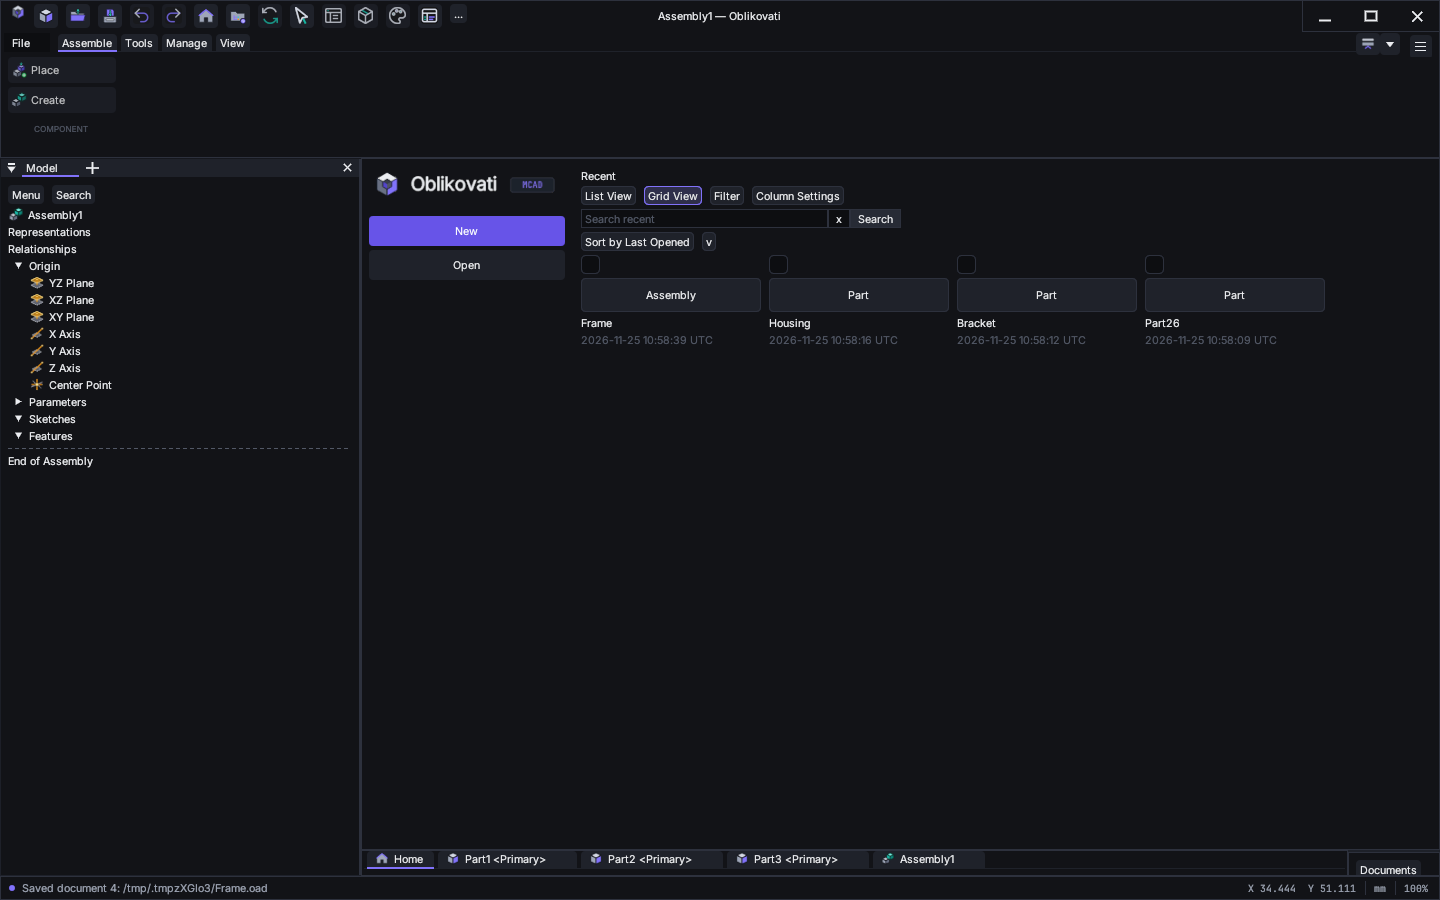 Assembly1 — Oblikovati
...
File Assemble Tools Manage View
Place
Create
COMPONENT
Model
Menu Search
Assembly1
Representations
Relationships
Origin
YZ Plane
XZ Plane
XY Plane
X Axis
Y Axis
Z Axis
Center Point
Parameters
Sketches
Features
End of Assembly
Oblikovati MCAD
New
Open
Recent
List View Grid View Filter Column Settings
Search recent x Search
Sort by Last Opened v
Assembly Part Part Part
Frame Housing Bracket Part26
2026-11-25 10:58:39 UTC 2026-11-25 10:58:16 UTC 2026-11-25 10:58:12 UTC 2026-11-25 10:58:09 UTC
Home Part1 <Primary> Part2 <Primary> Part3 <Primary> Assembly1
Documents
Saved document 4: /tmp/.tmpzXGlo3/Frame.oad X 34.444 Y 51.111 mm 100%